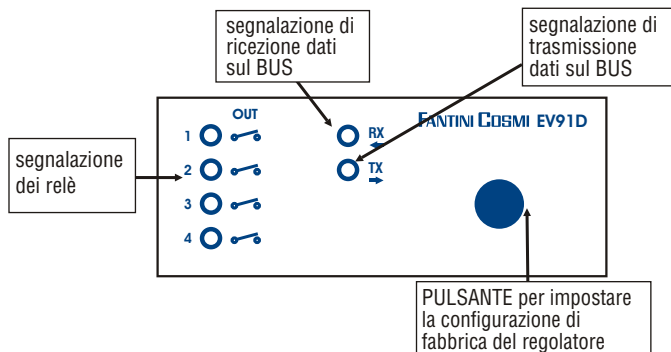 segnalazione di
ricezione dati
sul BUS
segnalazione di
trasmissione
dati sul BUS
OUT
FANTINI COSMI EV91D
1
RX
segnalazione
dei relè
2
TX
3
4
PULSANTE per impostare
la configurazione di
fabbrica del regolatore